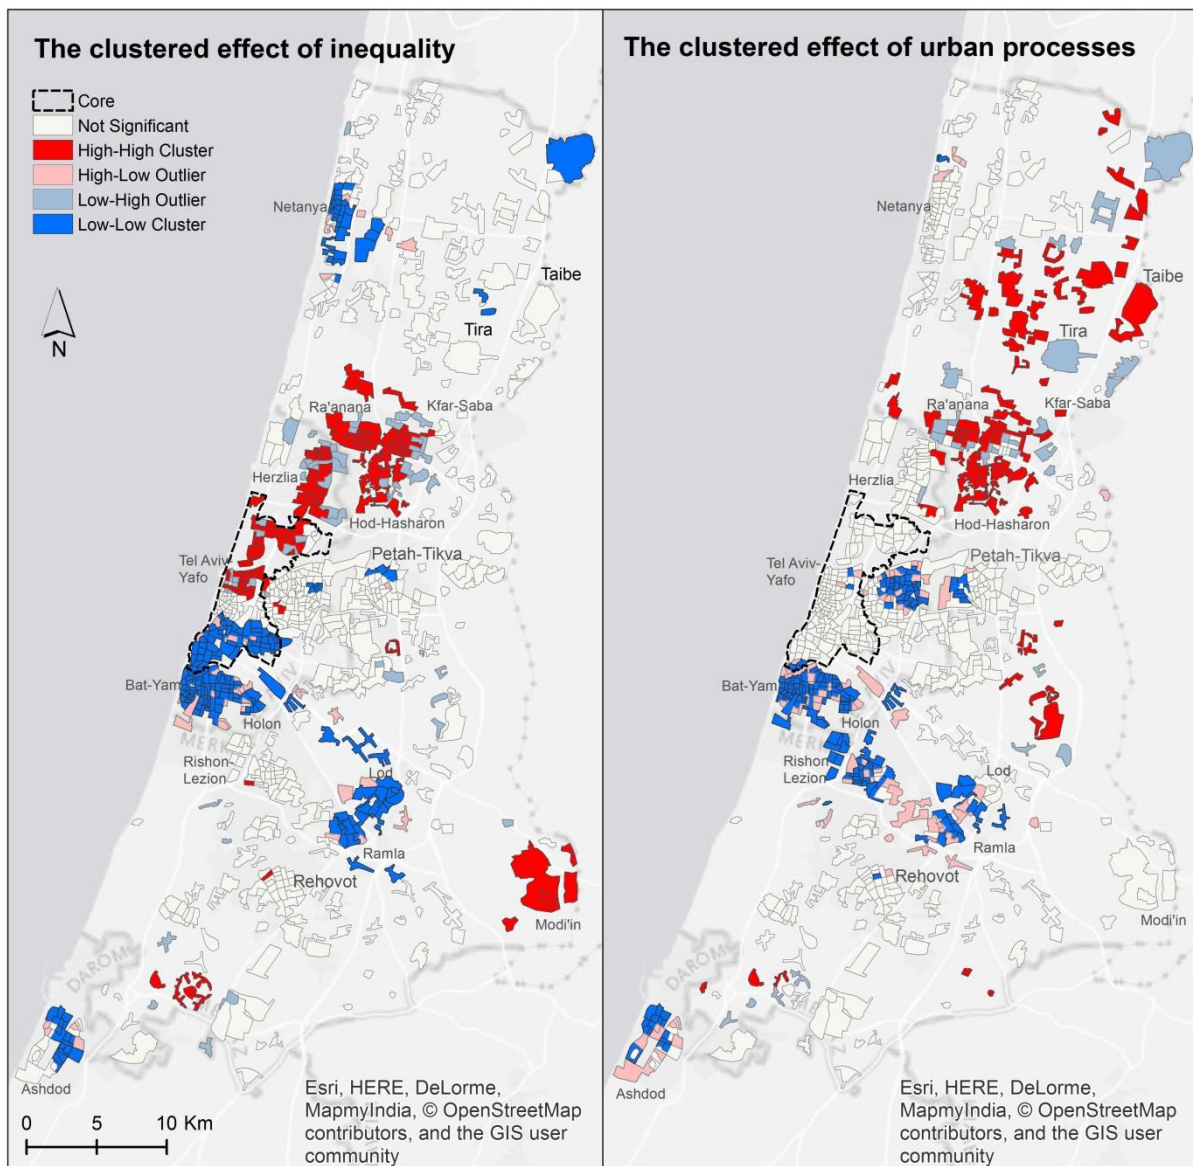 The clustered effect of inequality
Core
Not Significant
High-High Cluster
High-Low Outlier
Low-High Outlier
Low-Low Cluster
N
Netanya
Taibe
Tira
Ra'anana
Kfar-Saba
Herzlia
Hod-Hasharon
Tel Aviv-
Yafo
Petah-Tikva
Bat-Yam
Holon
MERK
Rishon-
Lezion
Lod
Ramla
Rehovot
Modi'in
DAROM
Ashdod
0 5 10 Km
Esri, HERE, DeLorme,
MapmyIndia, © OpenStreetMap
contributors, and the GIS user
community
The clustered effect of urban processes
Netanya
Taibe
Tira
Ra'anana
Kfar-Saba
Herzlia
Hod-Hasharon
Petah-Tikva
Tel Aviv-
Yafo
Bat-Yam
Holon
MERK
Rishon
Lezion
Lod
Ramla
Rehovot
Modi'in
DAROM
Ashdod
Esri, HERE, DeLorme,
MapmyIndia, © OpenStreetMap
contributors, and the GIS user
community